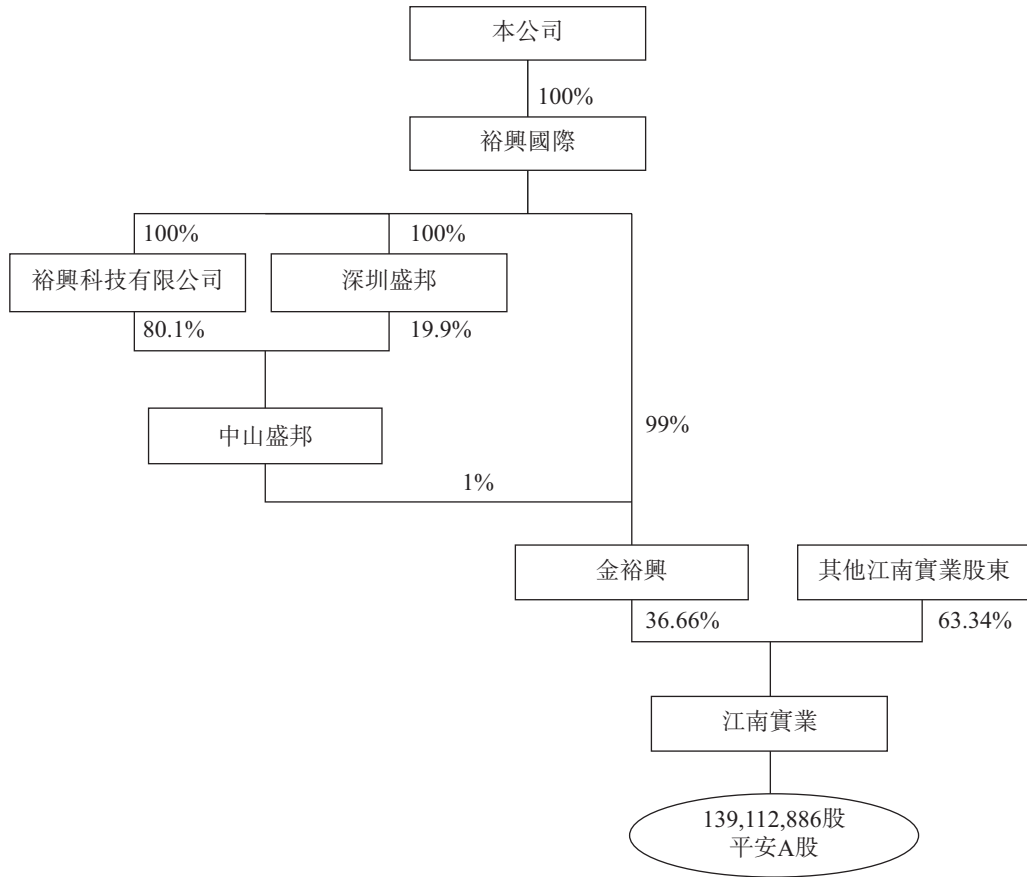 本公司
100%
裕興國際
100%
100%
裕興科技有限公司
深圳盛邦
80.1%
19.9%
中山盛邦
99%
1%
金裕興
其他江南實業股東
36.66%
63.34%
江南實業
139,112,886股
平安A股